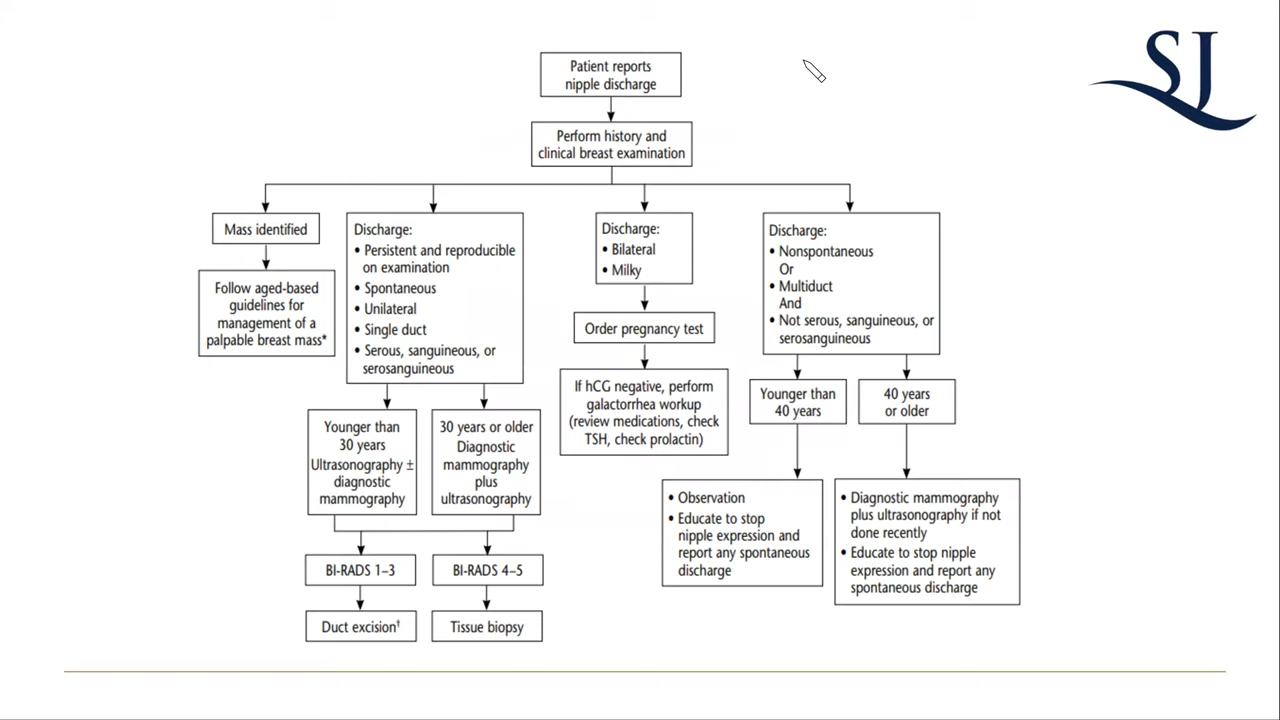 SJ
Patient reports
nipple discharge
Perform history and
clinical breast examination
Mass identified
Follow aged-based
guidelines for
management of a
palpable breast mass*
Discharge:
• Persistent and reproducible
on examination
• Spontaneous
• Unilateral
• Single duct
• Serous, sanguineous, or
serosanguineous
Younger than
30 years
Ultrasonography ±
diagnostic
mammography
30 years or older
Diagnostic
mammography
plus
ultrasonography
BI-RADS 1–3
BI-RADS 4–5
Duct excision†
Tissue biopsy
Discharge:
• Bilateral
• Milky
Order pregnancy test
If hCG negative, perform
galactorrhea workup
(review medications, check
TSH, check prolactin)
Discharge:
• Nonspontaneous
Or
• Multiduct
And
• Not serous, sanguineous, or
serosanguineous
Younger than
40 years
40 years
or older
• Observation
• Educate to stop
nipple expression and
report any spontaneous
discharge
• Diagnostic mammography
plus ultrasonography if not
done recently
• Educate to stop nipple
expression and report any
spontaneous discharge